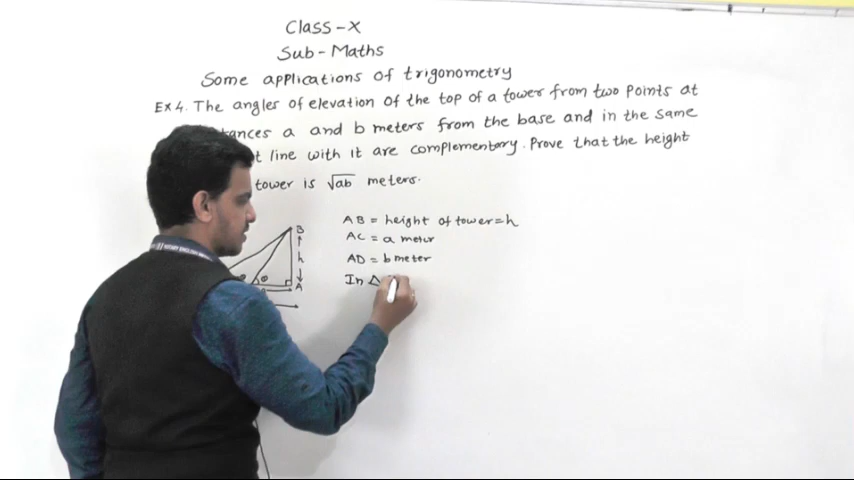 Class - X
Sub - Maths
Some applications of trigonometry
Ex 4. The angles of elevation of the top of a tower from two points at
a and b meters from the base and in the same
line with it are complementary. Prove that the height
tower is √ab meters.
AB = height of tower = h
AC = a meter
AD = b meter
In Δ
B
h
θ
A